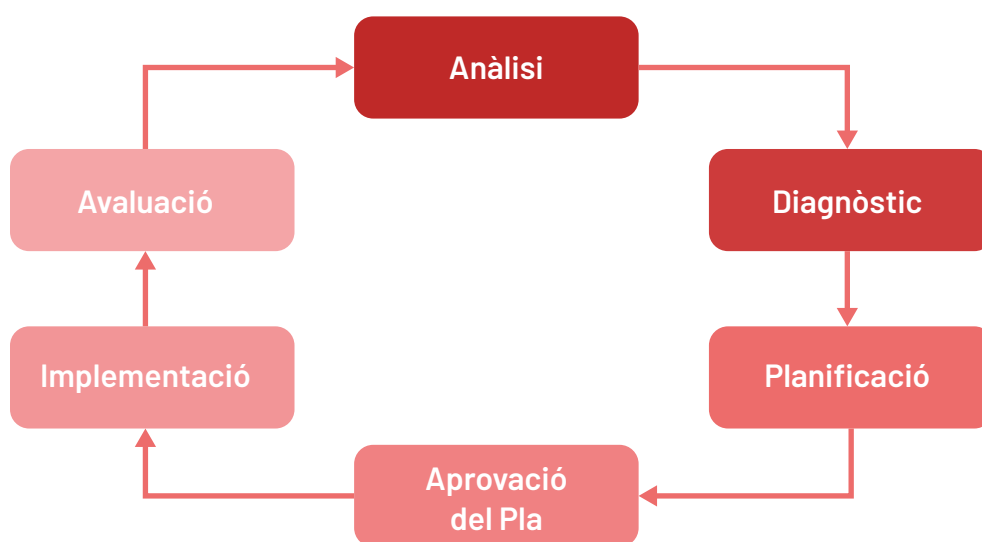 Anàlisi
Diagnòstic
Planificació
Aprovació
del Pla
Implementació
Avaluació